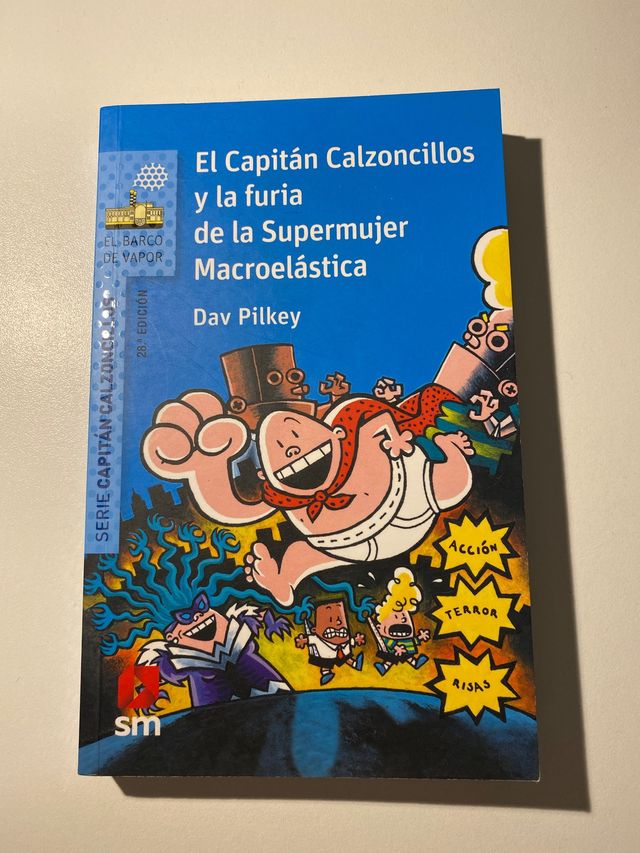 El Capitán Calzoncillos
y la furia
de la Supermujer
Macroelástica
Dav Pilkey
EL BARCO
DE VAPOR
28.ª EDICIÓN
SERIE CAPITÁN CALZONCILLOS
ACCIÓN
TERROR
RISAS
sm